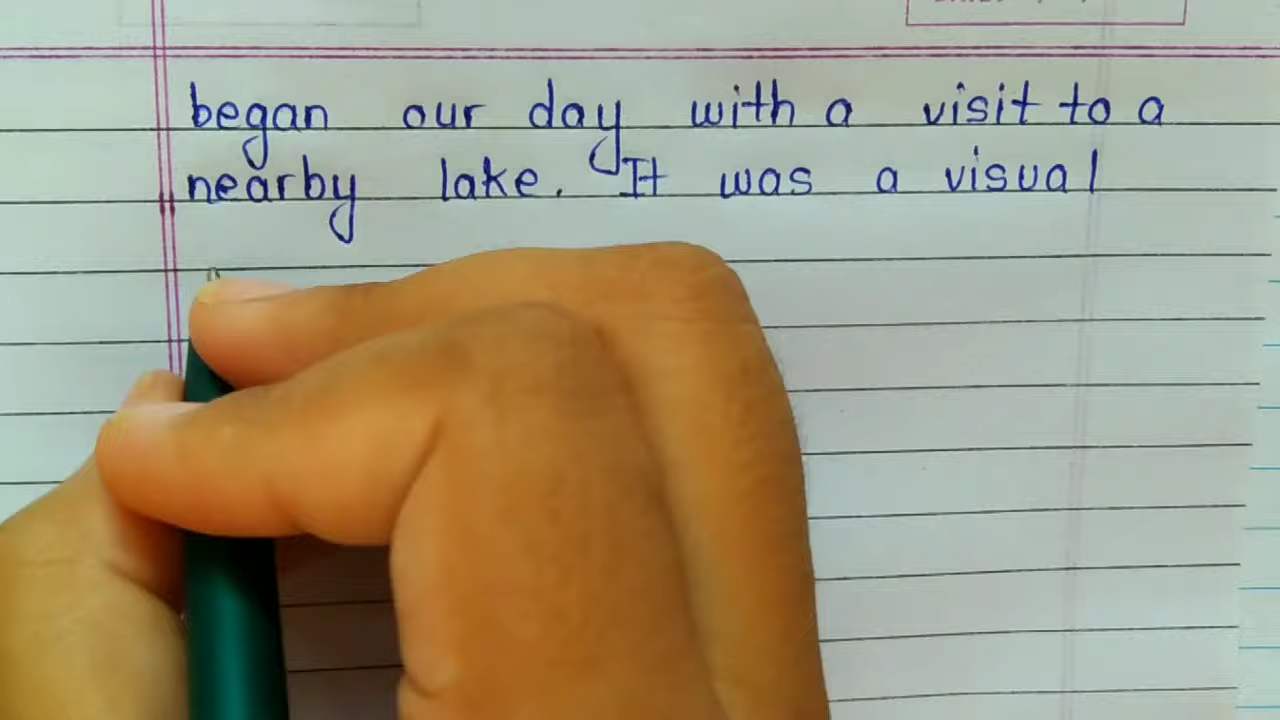 began our day with a visit to a
nearby lake. It was a visual